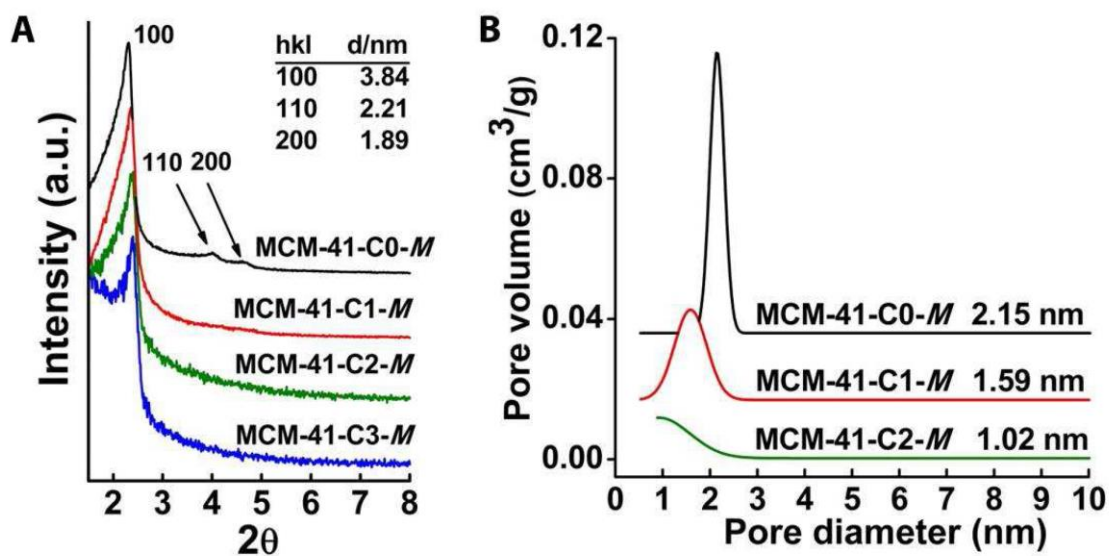 A
Intensity (a.u.)
100
hkl d/nm
100 3.84
110 2.21
200 1.89
110 200
MCM-41-C0-M
MCM-41-C1-M
MCM-41-C2-M
MCM-41-C3-M
2 3 4 5 6 7 8
2θ
B
Pore volume (cm³/g)
0.12
0.08
0.04
0.00
MCM-41-C0-M 2.15 nm
MCM-41-C1-M 1.59 nm
MCM-41-C2-M 1.02 nm
0 1 2 3 4 5 6 7 8 9 10
Pore diameter (nm)